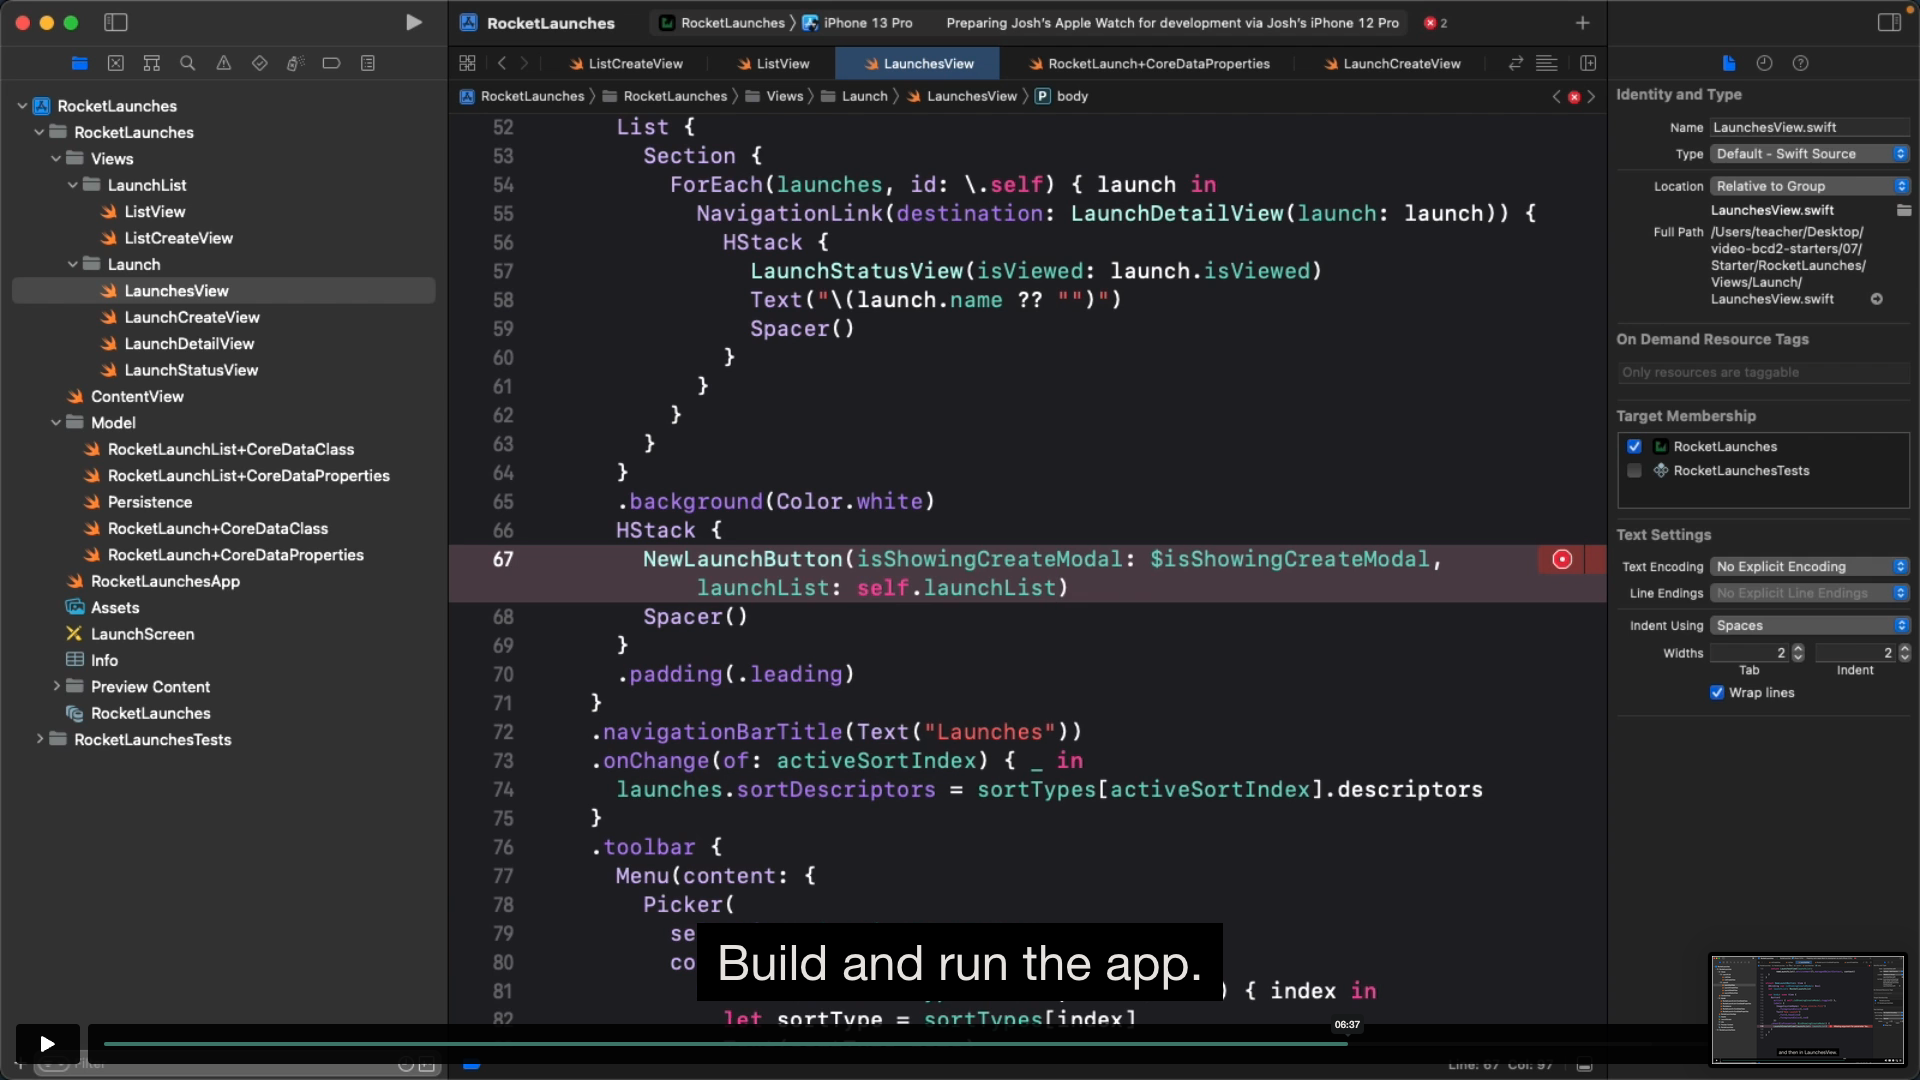 RocketLaunches
RocketLaunches
iPhone 13 Pro
Preparing Josh's Apple Watch for development via Josh's iPhone 12 Pro
2
ListCreateView
ListView
LaunchesView
RocketLaunch+CoreDataProperties
LaunchCreateView
RocketLaunches
RocketLaunches
Views
Launch
LaunchesView
P body
RocketLaunches
RocketLaunches
Views
LaunchList
ListView
ListCreateView
Launch
LaunchesView
LaunchCreateView
LaunchDetailView
LaunchStatusView
ContentView
Model
RocketLaunchList+CoreDataClass
RocketLaunchList+CoreDataProperties
Persistence
RocketLaunch+CoreDataClass
RocketLaunch+CoreDataProperties
RocketLaunchesApp
Assets
LaunchScreen
Info
Preview Content
RocketLaunches
RocketLaunchesTests
Filter
52 List {
53 Section {
54 ForEach(launches, id: \.self) { launch in
55 NavigationLink(destination: LaunchDetailView(launch: launch)) {
56 HStack {
57 LaunchStatusView(isViewed: launch.isViewed)
58 Text("\(launch.name ?? "")")
59 Spacer()
60 }
61 }
62 }
63 }
64 }
65 .background(Color.white)
66 HStack {
67 NewLaunchButton(isShowingCreateModal: $isShowingCreateModal,
launchList: self.launchList)
68 Spacer()
69 }
70 .padding(.leading)
71 }
72 .navigationBarTitle(Text("Launches"))
73 .onChange(of: activeSortIndex) { _ in
74 launches.sortDescriptors = sortTypes[activeSortIndex].descriptors
75 }
76 .toolbar {
77 Menu(content: {
78 Picker(
79 se
80 co
81 ) { index in
82 let sortType = sortTypes[index]
Build and run the app.
06:37
Line: 67 Col: 97
Identity and Type
Name LaunchesView.swift
Type Default - Swift Source
Location Relative to Group
LaunchesView.swift
Full Path /Users/teacher/Desktop/
video-bcd2-starters/07/
Starter/RocketLaunches/
Views/Launch/
LaunchesView.swift
On Demand Resource Tags
Only resources are taggable
Target Membership
RocketLaunches
RocketLaunchesTests
Text Settings
Text Encoding No Explicit Encoding
Line Endings No Explicit Line Endings
Indent Using Spaces
Widths 2 2
Tab Indent
Wrap lines
and then in LaunchesView.